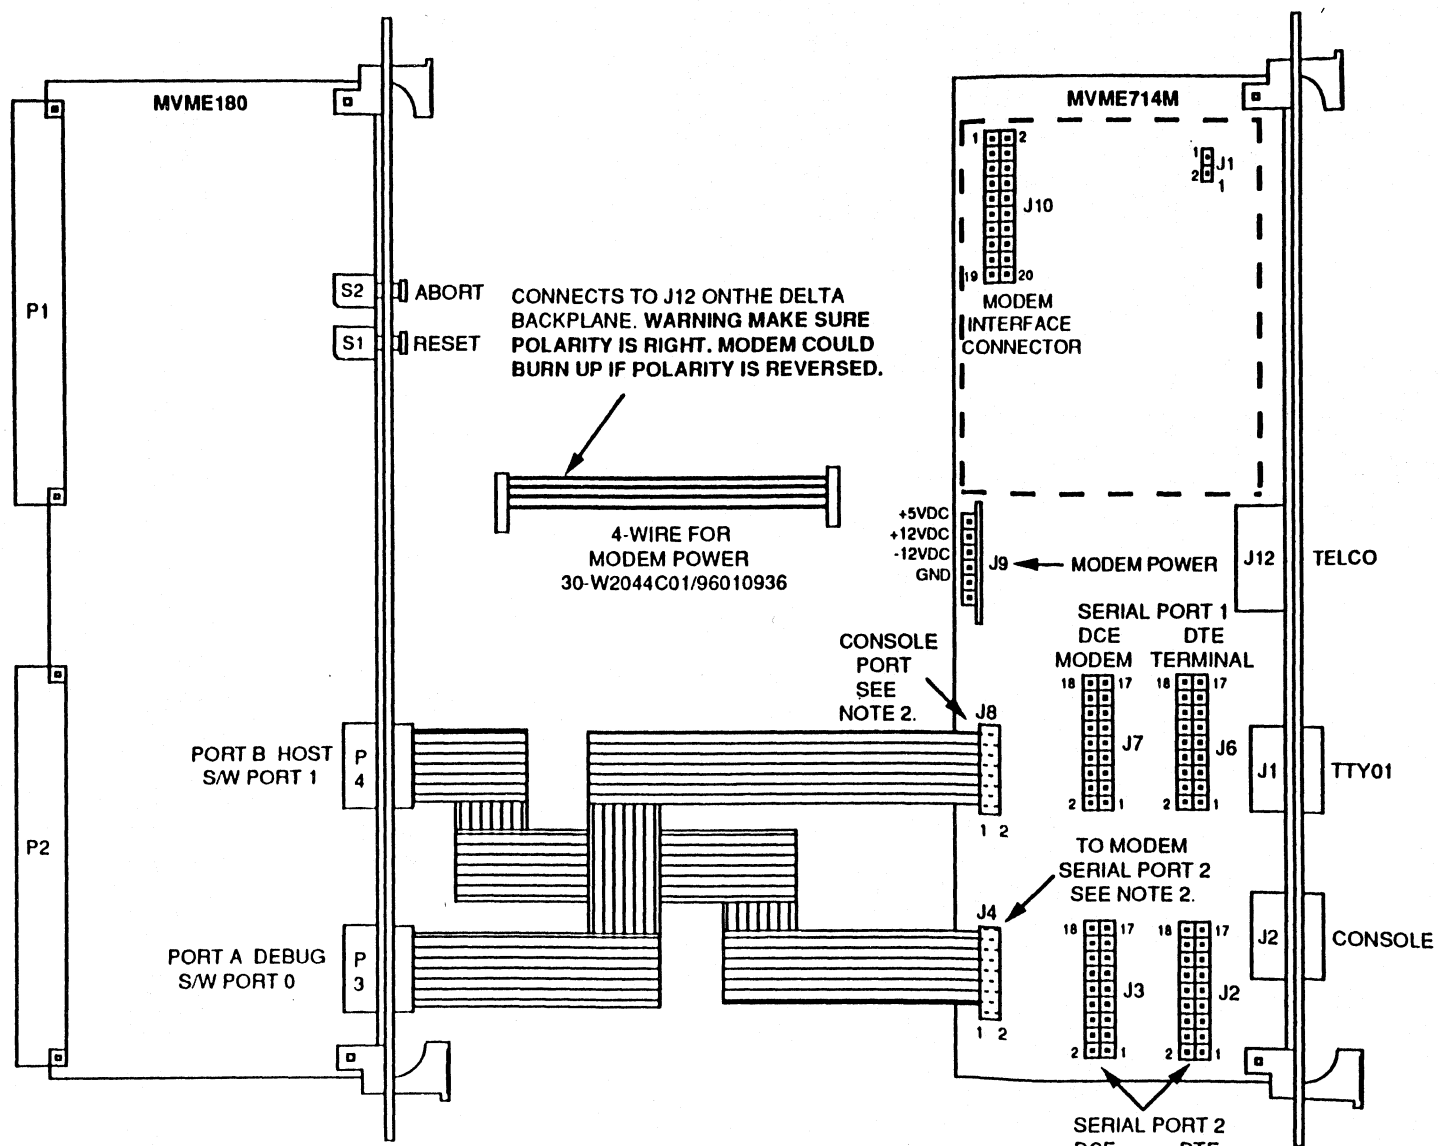 MVME180
P1
S2 ABORT
S1 RESET
P2
PORT B HOST
S/W PORT 1
P
4
PORT A DEBUG
S/W PORT 0
P
3
CONNECTS TO J12 ONTHE DELTA
BACKPLANE. WARNING MAKE SURE
POLARITY IS RIGHT. MODEM COULD
BURN UP IF POLARITY IS REVERSED.
4-WIRE FOR
MODEM POWER
30-W2044C01/96010936
MVME714M
1 2
J10
19 20
MODEM
INTERFACE
CONNECTOR
1
J1
2
1
+5VDC
+12VDC
-12VDC
GND
J9
MODEM POWER
J12
TELCO
CONSOLE
PORT
SEE
NOTE 2.
J8
1 2
SERIAL PORT 1
DCE DTE
MODEM TERMINAL
18 17 18 17
J7 J6
2 1 2 1
J1
TTY01
TO MODEM
SERIAL PORT 2
SEE NOTE 2.
J4
1 2
18 17 18 17
J3 J2
2 1 2 1
J2
CONSOLE
SERIAL PORT 2
DCE DTE